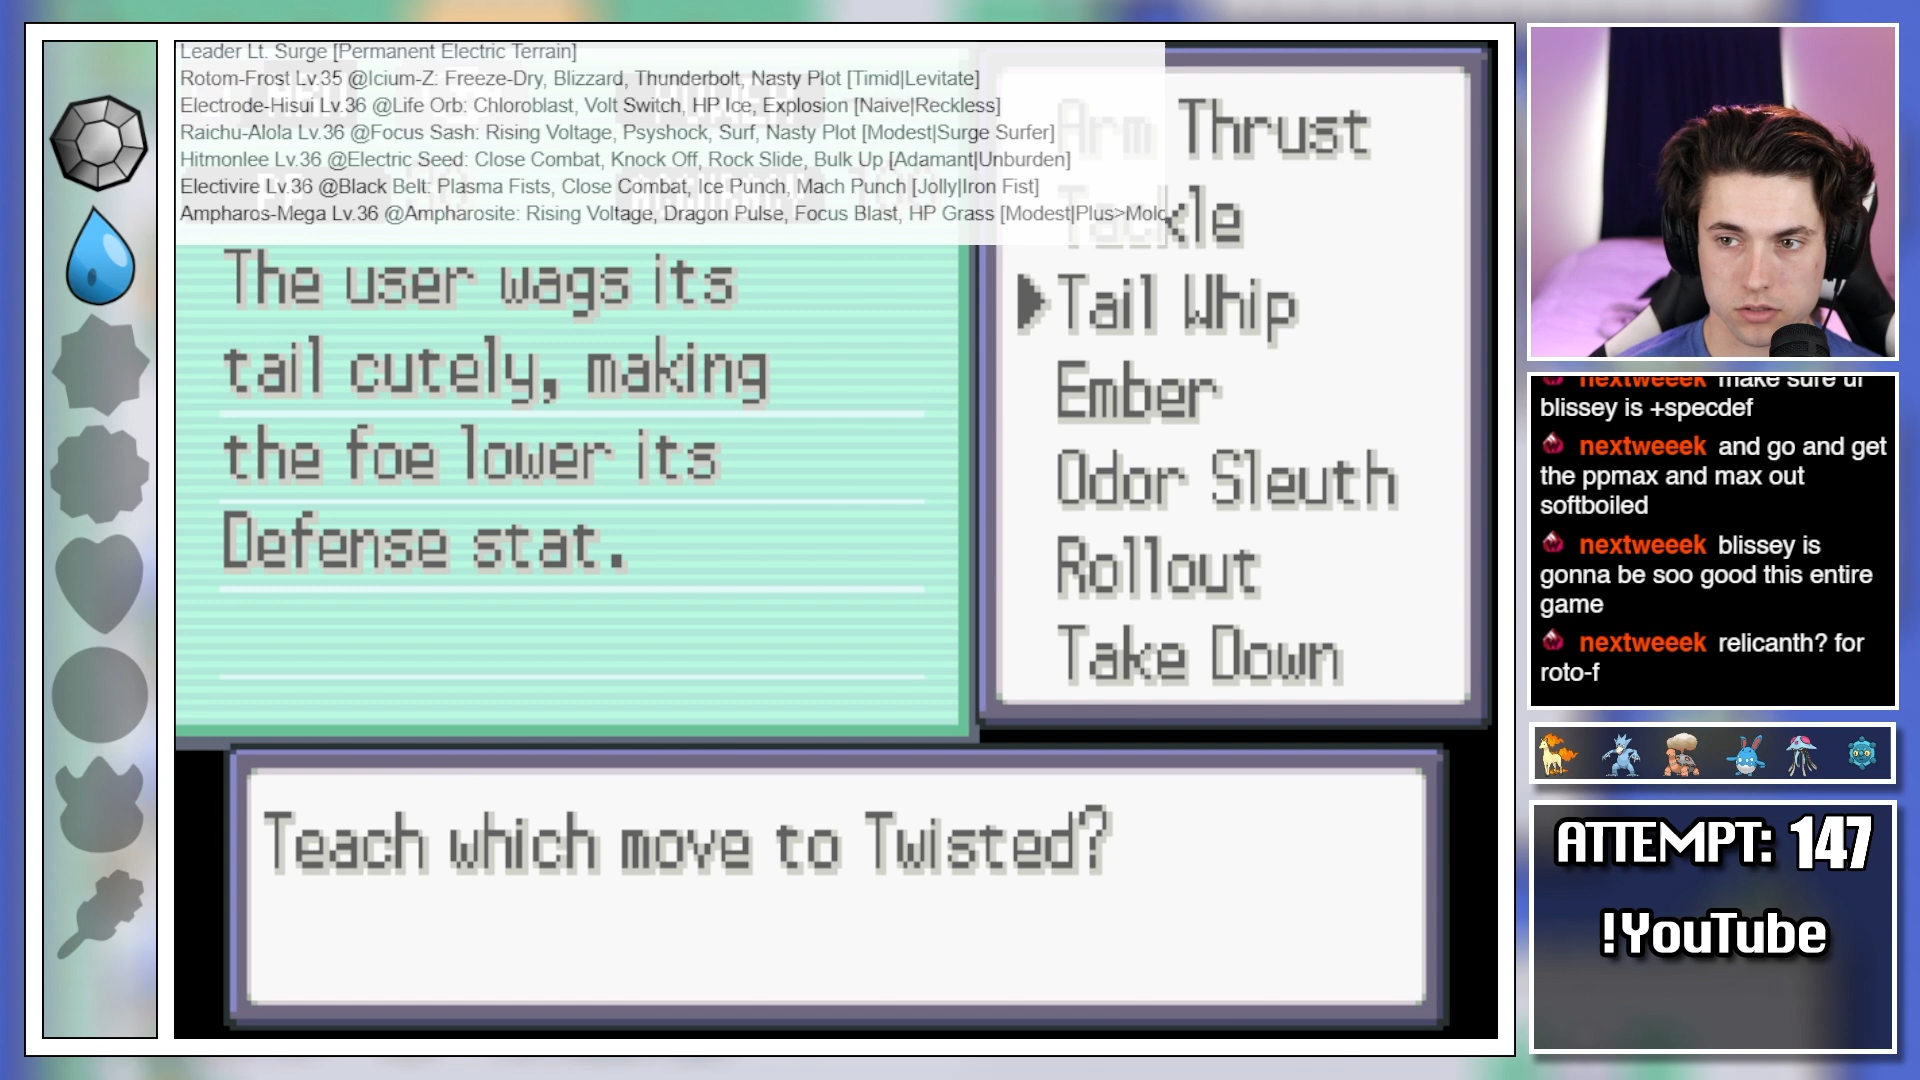 Leader Lt. Surge [Permanent Electric Terrain]
Rotom-Frost Lv.35 @Icium-Z: Freeze-Dry, Blizzard, Thunderbolt, Nasty Plot [Timid|Levitate]
Electrode-Hisui Lv.36 @Life Orb: Chloroblast, Volt Switch, HP Ice, Explosion [Naive|Reckless]
Raichu-Alola Lv.36 @Focus Sash: Rising Voltage, Psyshock, Surf, Nasty Plot [Modest|Surge Surfer]
Hitmonlee Lv.36 @Electric Seed: Close Combat, Knock Off, Rock Slide, Bulk Up [Adamant|Unburden]
Electivire Lv.36 @Black Belt: Plasma Fists, Close Combat, Ice Punch, Mach Punch [Jolly|Iron Fist]
Ampharos-Mega Lv.36 @Ampharosite: Rising Voltage, Dragon Pulse, Focus Blast, HP Grass [Modest|Plus>Molc
The user wags its
tail cutely, making
the foe lower its
Defense stat.
Arm Thrust
Tackle
Tail Whip
Ember
Odor Sleuth
Rollout
Take Down
Teach which move to Twisted?
nextweeek make sure ur
blissey is +specdef
nextweeek and go and get
the ppmax and max out
softboiled
nextweeek blissey is
gonna be soo good this entire
game
nextweeek relicanth? for
roto-f
ATTEMPT: 147
!YouTube